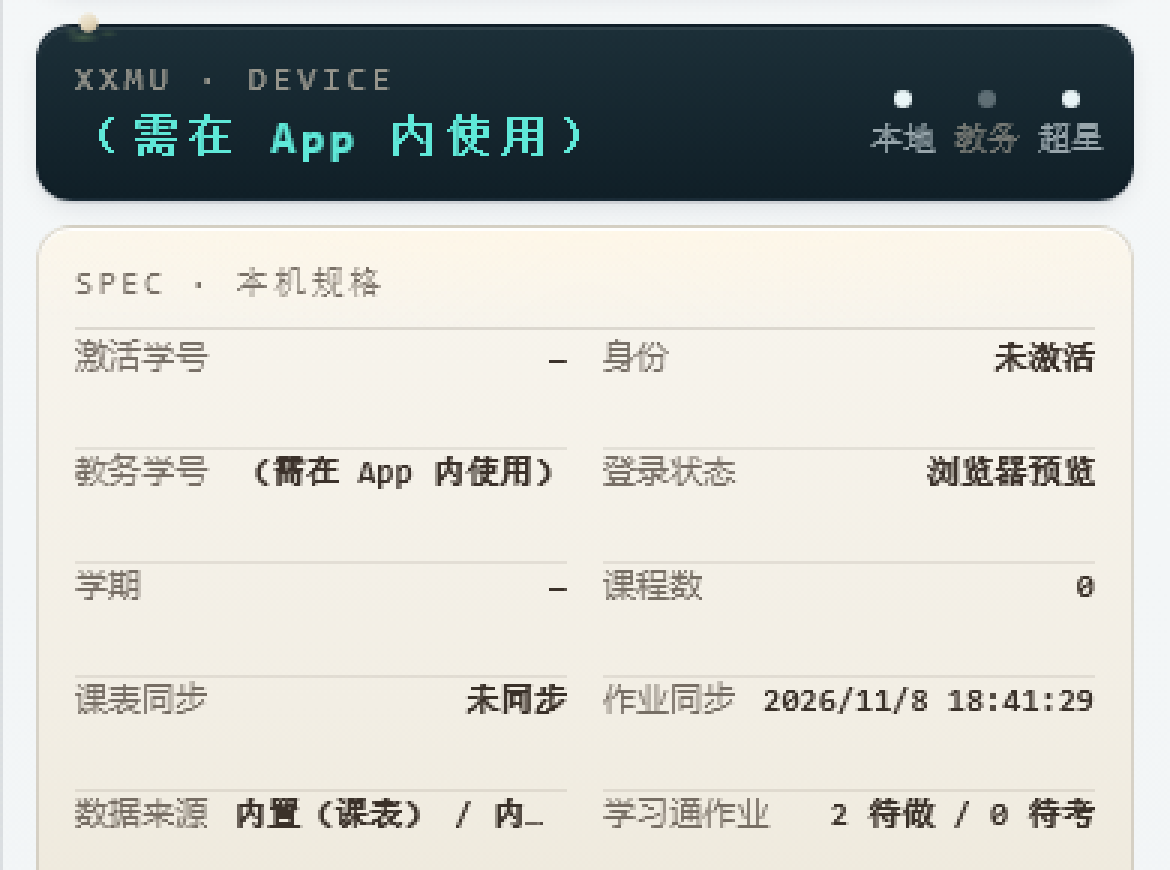 XXMU · DEVICE
（需在 App 内使用）
本地 教务 超星
SPEC · 本机规格
激活学号 — 身份 未激活
教务学号 （需在 App 内使用） 登录状态 浏览器预览
学期 — 课程数 0
课表同步 未同步 作业同步 2026/11/8 18:41:29
数据来源 内置（课表） / 内… 学习通作业 2 待做 / 0 待考